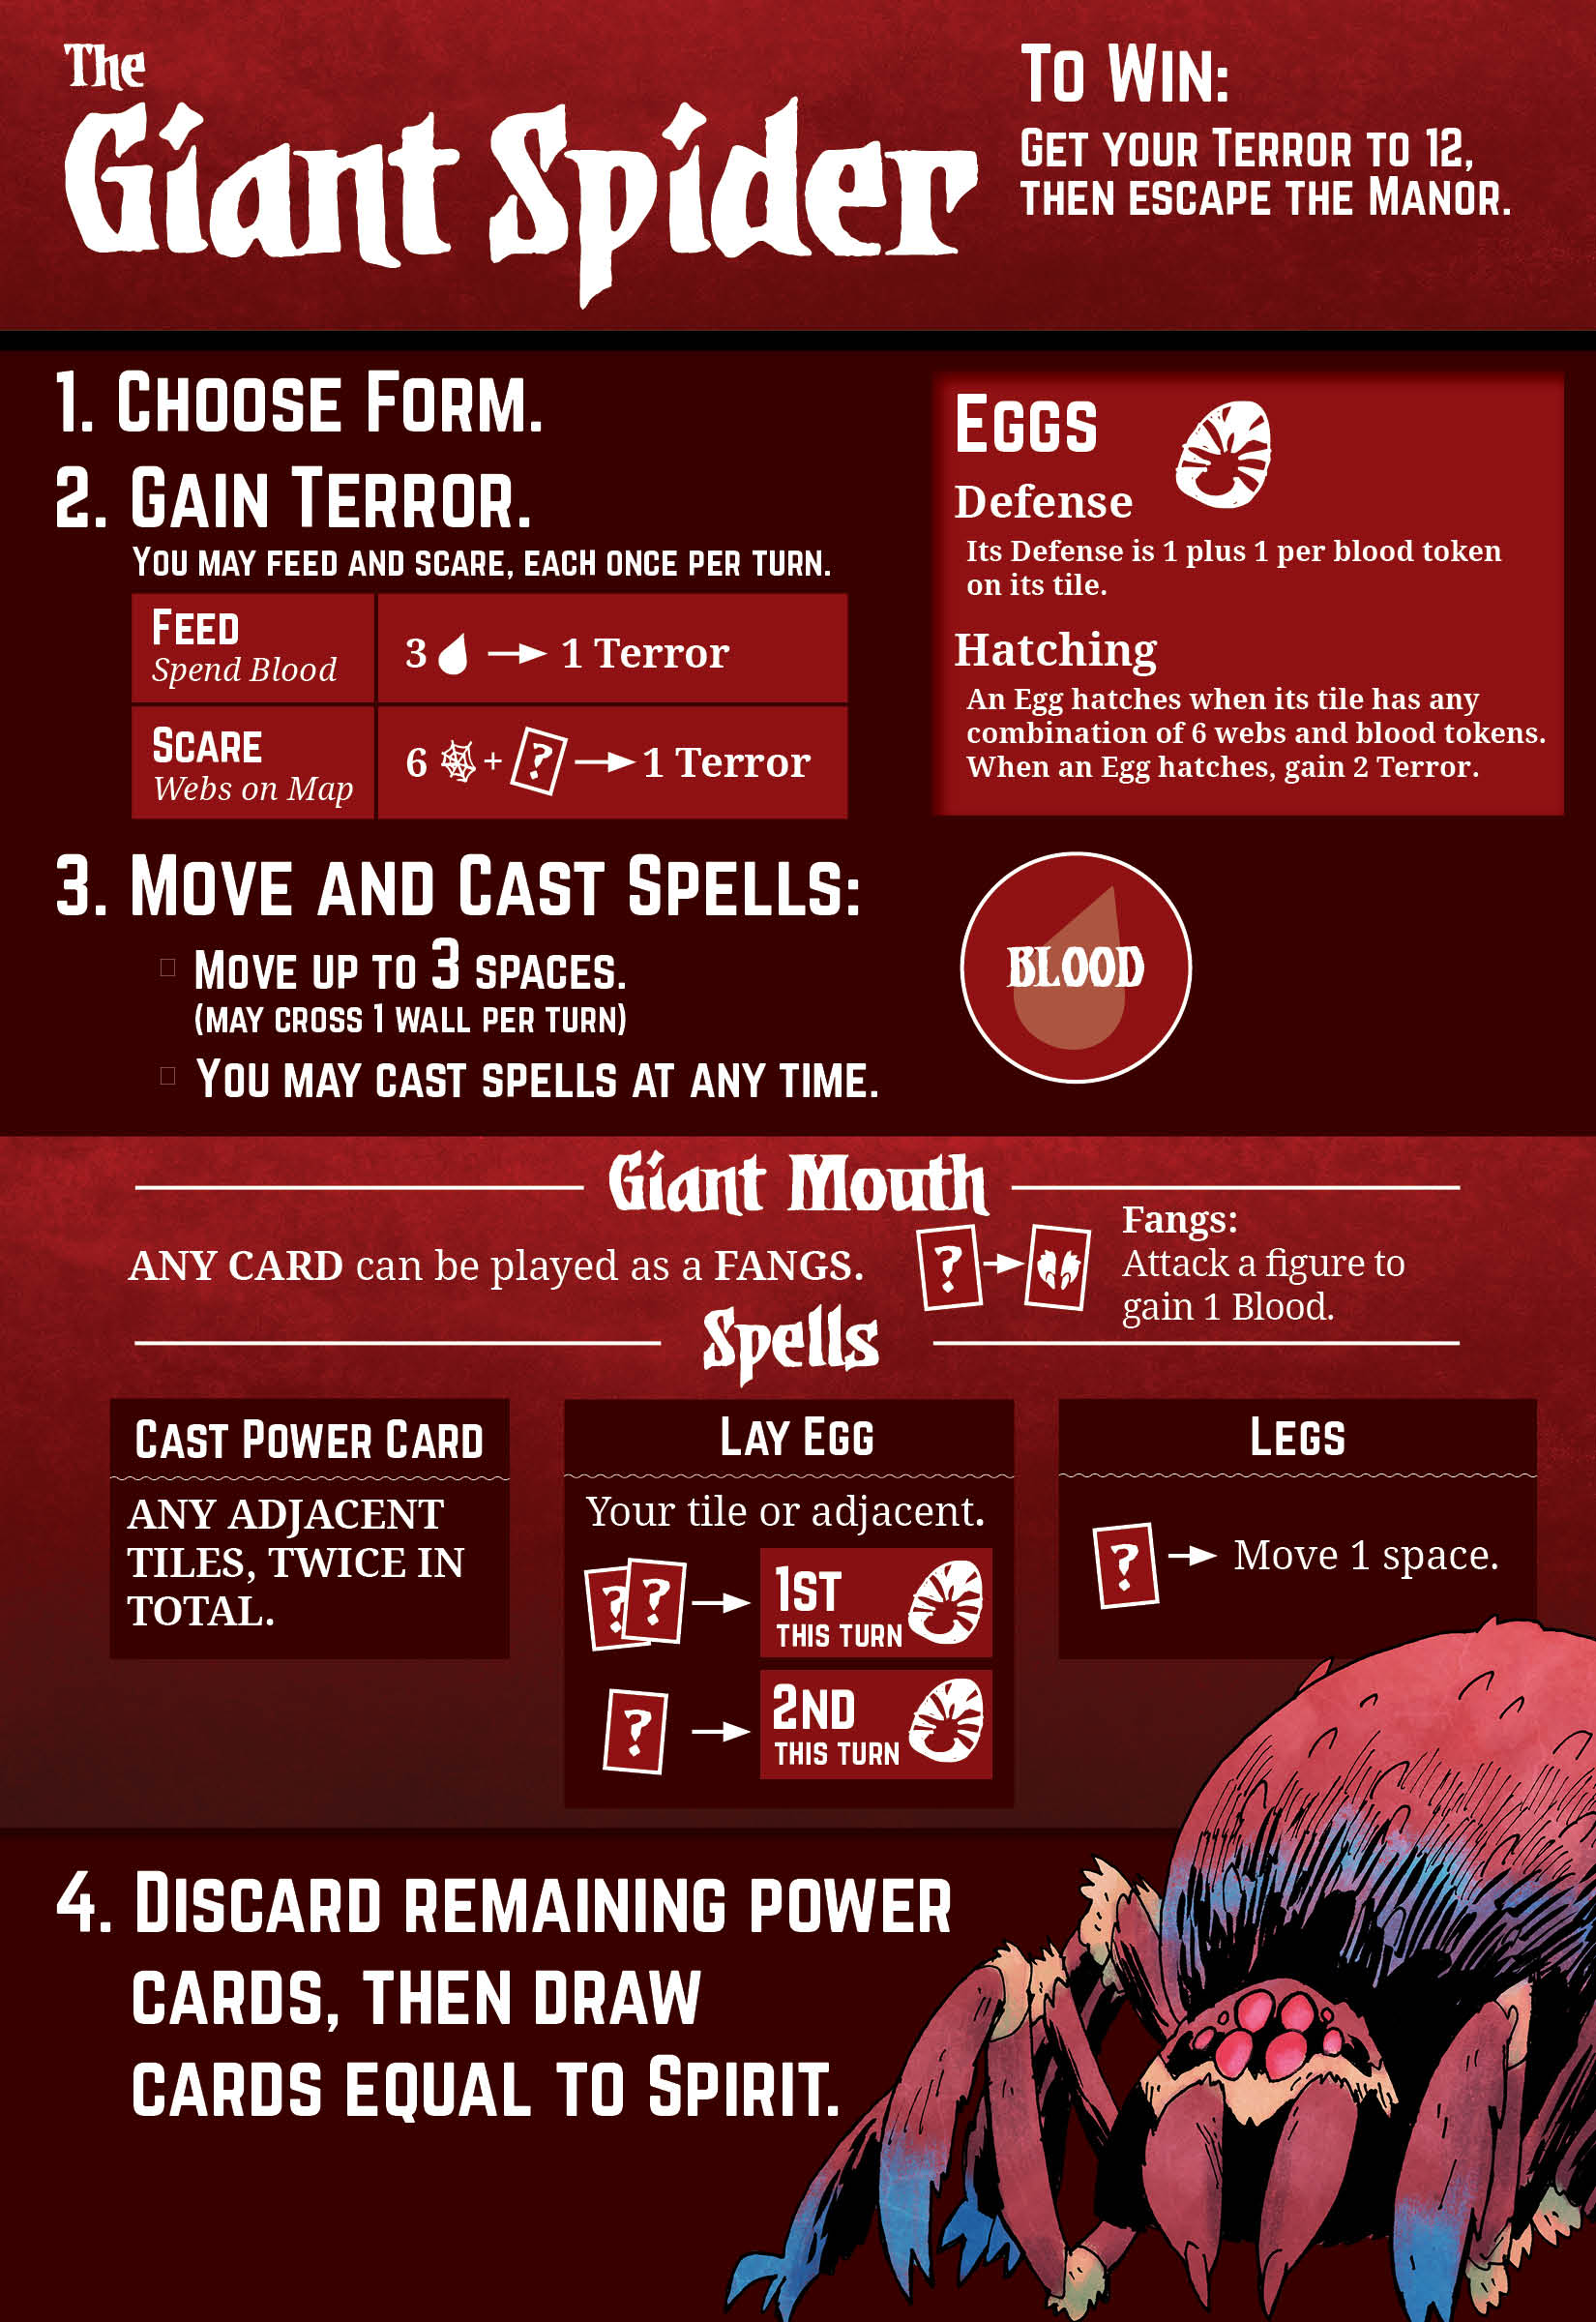 The
Giant Spider
To Win:
Get your Terror to 12,
then escape the Manor.
1. Choose Form.
2. Gain Terror.
You may feed and scare, each once per turn.
Feed
Spend Blood
3 → 1 Terror
Scare
Webs on Map
6 + ? → 1 Terror
Eggs
Defense
Its Defense is 1 plus 1 per blood token
on its tile.
Hatching
An Egg hatches when its tile has any
combination of 6 webs and blood tokens.
When an Egg hatches, gain 2 Terror.
3. Move and Cast Spells:
Move up to 3 spaces.
(may cross 1 wall per turn)
You may cast spells at any time.
BLOOD
Giant Mouth
ANY CARD can be played as a FANGS.
? →
Fangs:
Attack a figure to
gain 1 Blood.
Spells
Cast Power Card
ANY ADJACENT
TILES, TWICE IN
TOTAL.
Lay Egg
Your tile or adjacent.
? ? → 1st
this turn
? → 2nd
this turn
Legs
? → Move 1 space.
4. Discard remaining power
cards, then draw
cards equal to Spirit.